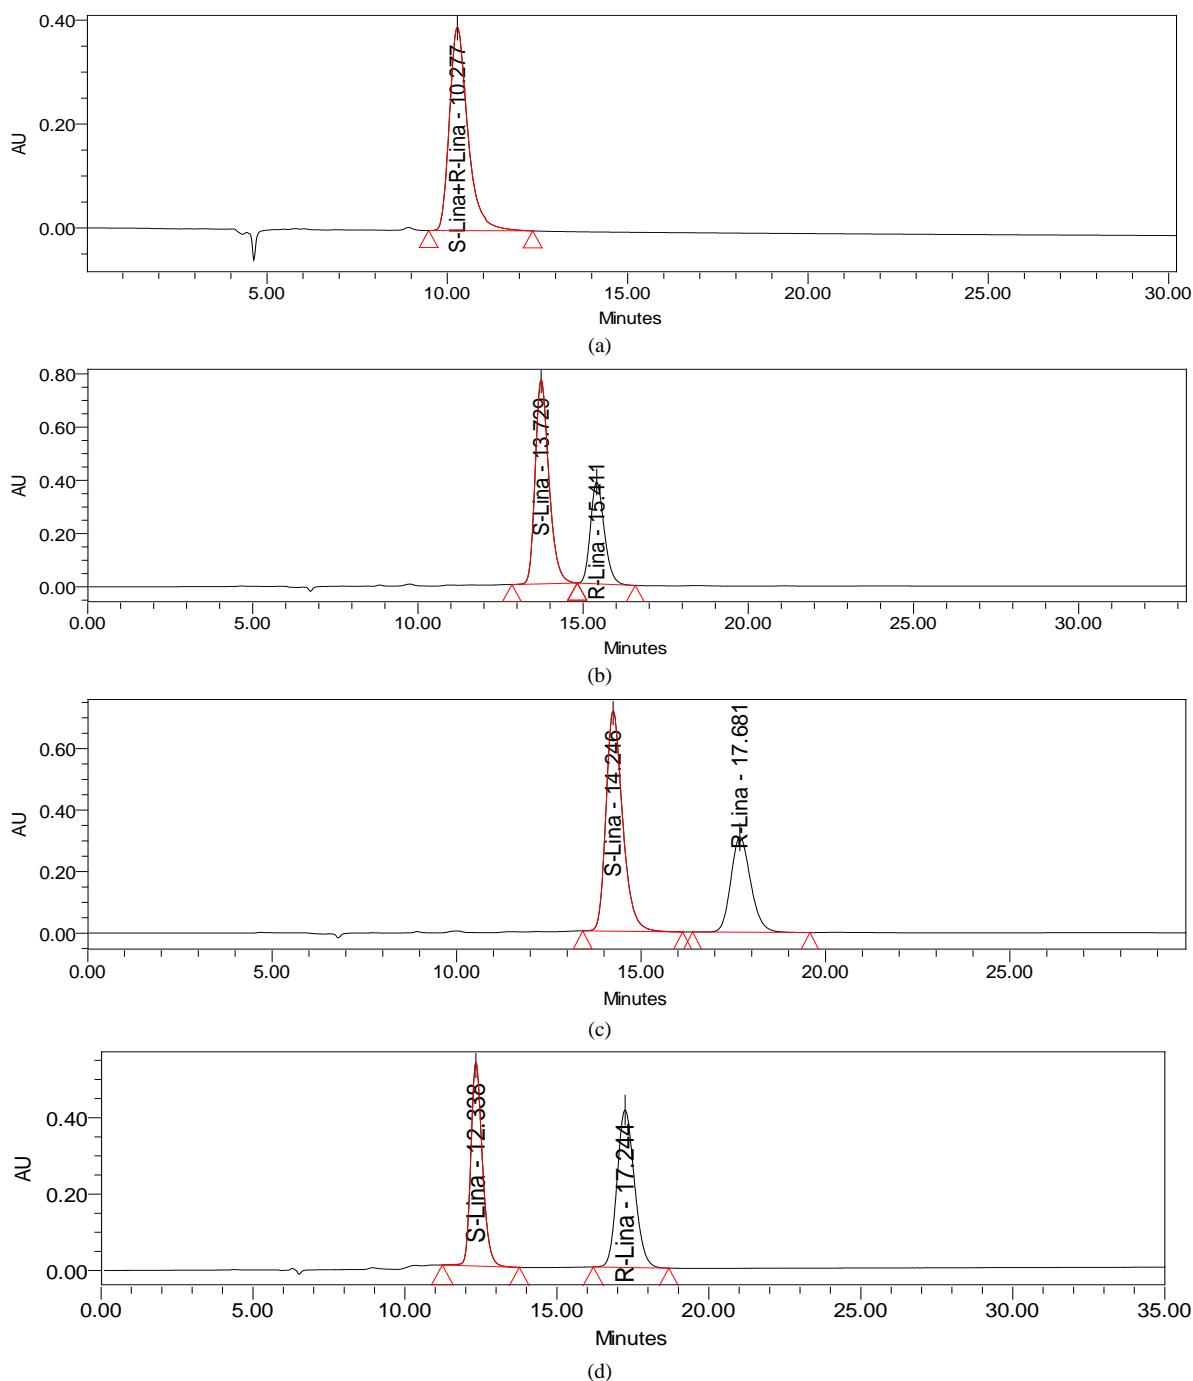 0.40
0.20
0.00
AU
S-Lina+R-Lina - 10.277
5.00 10.00 15.00 20.00 25.00 30.00
Minutes
(a)
0.80
0.60
0.40
0.20
0.00
AU
S-Lina - 13.729
R-Lina - 15.411
0.00 5.00 10.00 15.00 20.00 25.00 30.00
Minutes
(b)
0.60
0.40
0.20
0.00
AU
S-Lina - 14.246
R-Lina - 17.681
0.00 5.00 10.00 15.00 20.00 25.00
Minutes
(c)
0.40
0.20
0.00
AU
S-Lina - 12.338
R-Lina - 17.244
0.00 5.00 10.00 15.00 20.00 25.00 30.00 35.00
Minutes
(d)